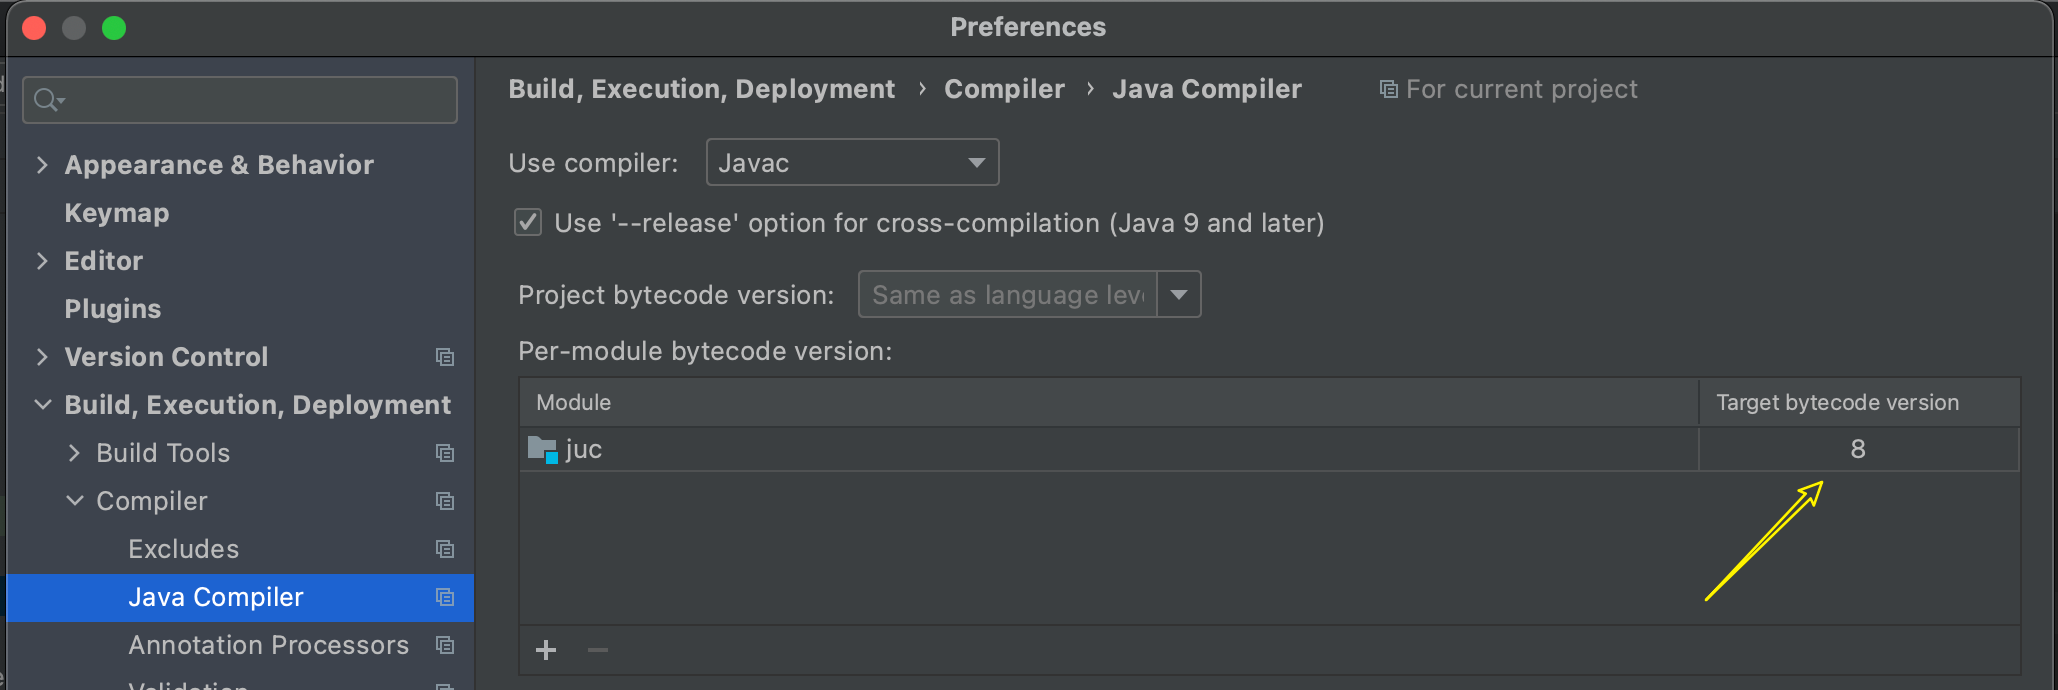 Preferences
Appearance & Behavior
Keymap
Editor
Plugins
Version Control
Build, Execution, Deployment
Build Tools
Compiler
Excludes
Java Compiler
Annotation Processors
Build, Execution, Deployment › Compiler › Java Compiler
For current project
Use compiler: Javac
Use '--release' option for cross-compilation (Java 9 and later)
Project bytecode version: Same as language
Per-module bytecode version:
Module Target bytecode version
juc 8